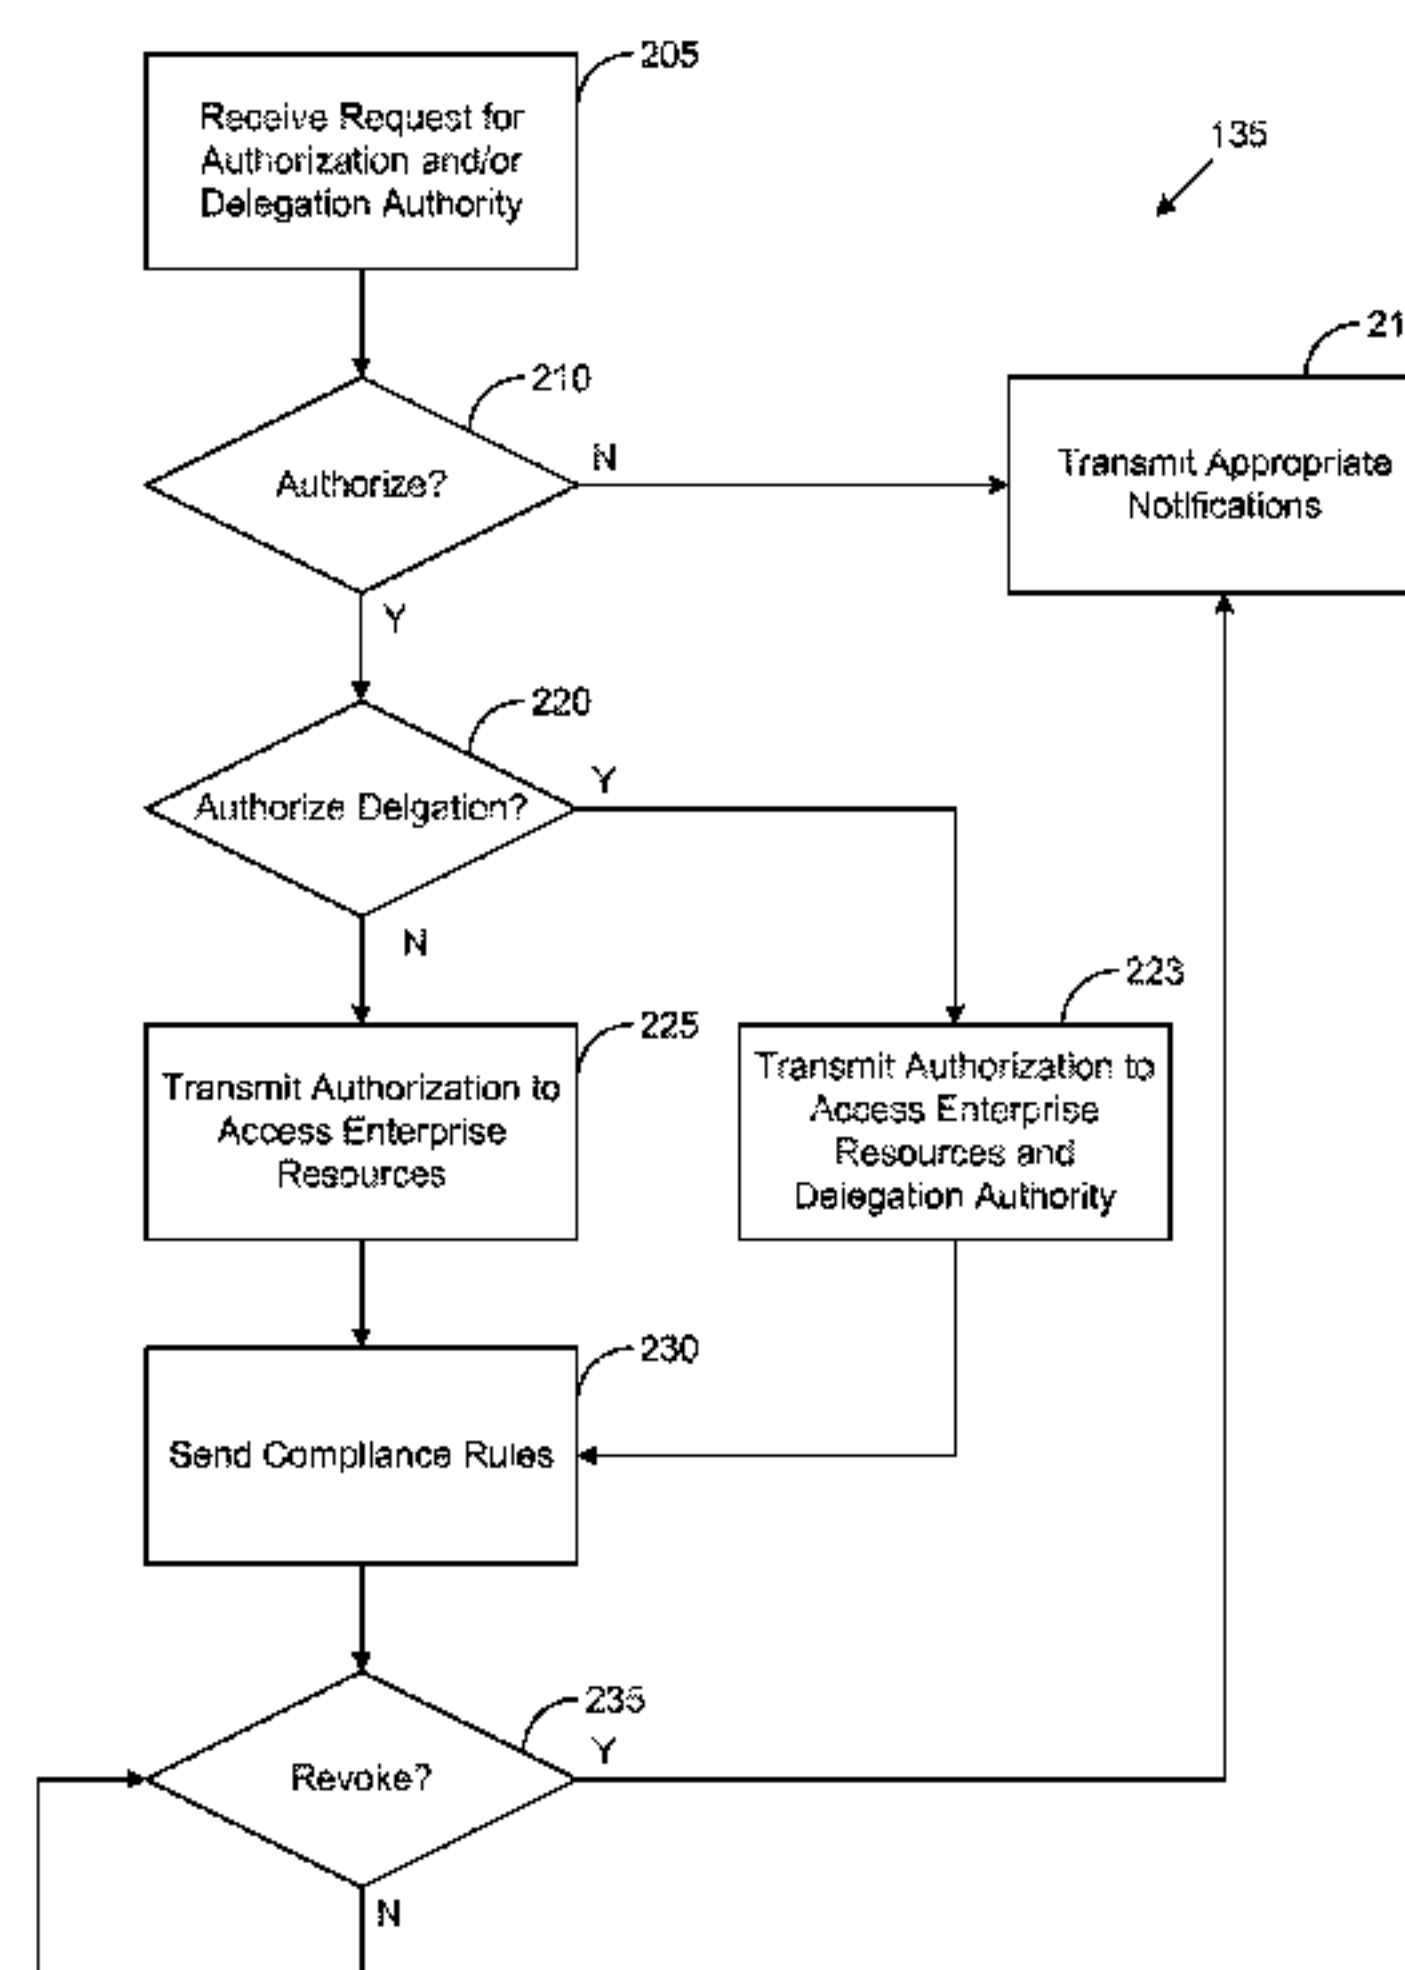 205
Receive Request for
Authorization and/or
Delegation Authority
135
21
210
Authorize?
N
Transmit Appropriate
Notifications
Y
220
Authorize Delgation?
Y
N
223
225
Transmit Authorization to
Access Enterprise
Resources
Transmit Authorization to
Access Enterprise
Resources and
Delegation Authority
230
Send Compliance Rules
235
Revoke?
Y
N